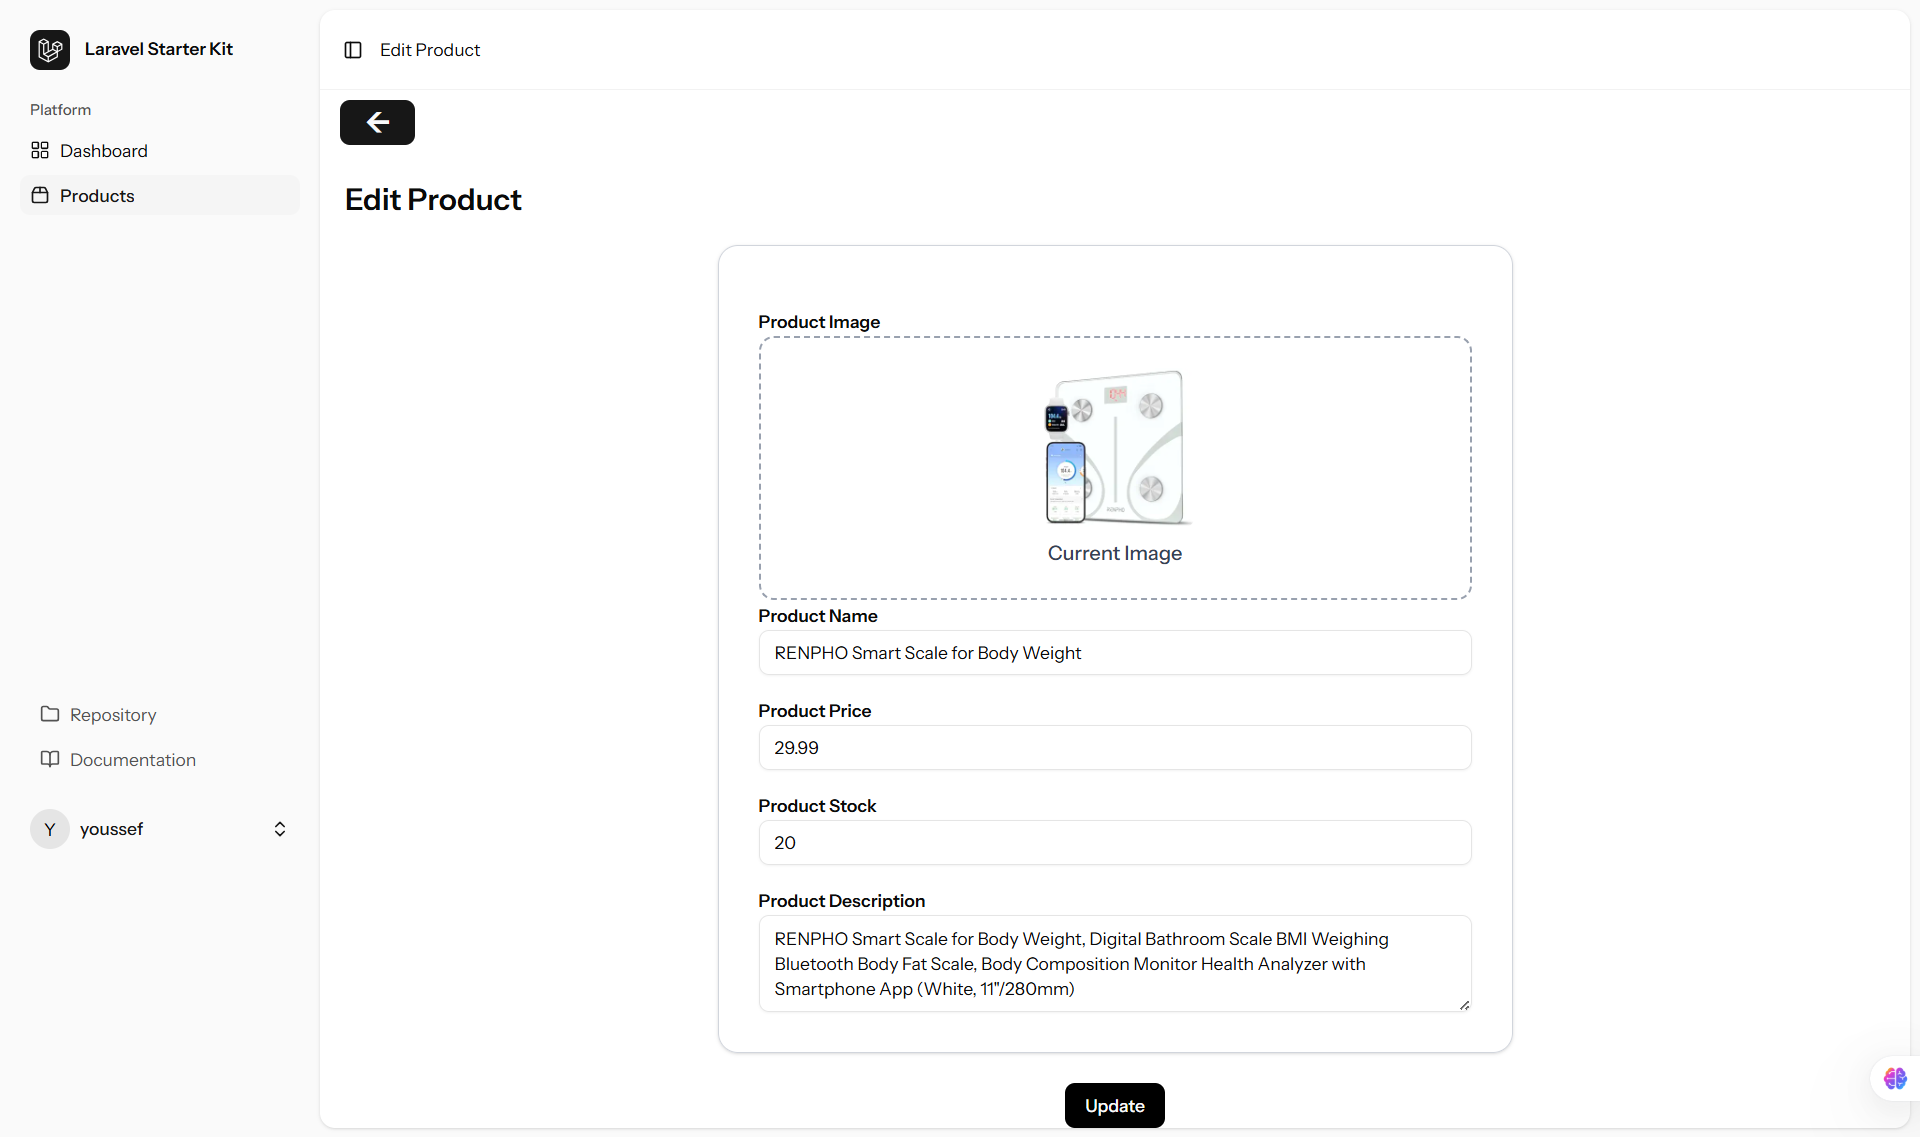 Laravel Starter Kit
Edit Product
Platform
Dashboard
Products
Edit Product
Product Image
RENPHO
Current Image
Product Name
RENPHO Smart Scale for Body Weight
Product Price
29.99
Product Stock
20
Product Description
RENPHO Smart Scale for Body Weight, Digital Bathroom Scale BMI Weighing
Bluetooth Body Fat Scale, Body Composition Monitor Health Analyzer with
Smartphone App (White, 11"/280mm)
Update
Repository
Documentation
Y youssef